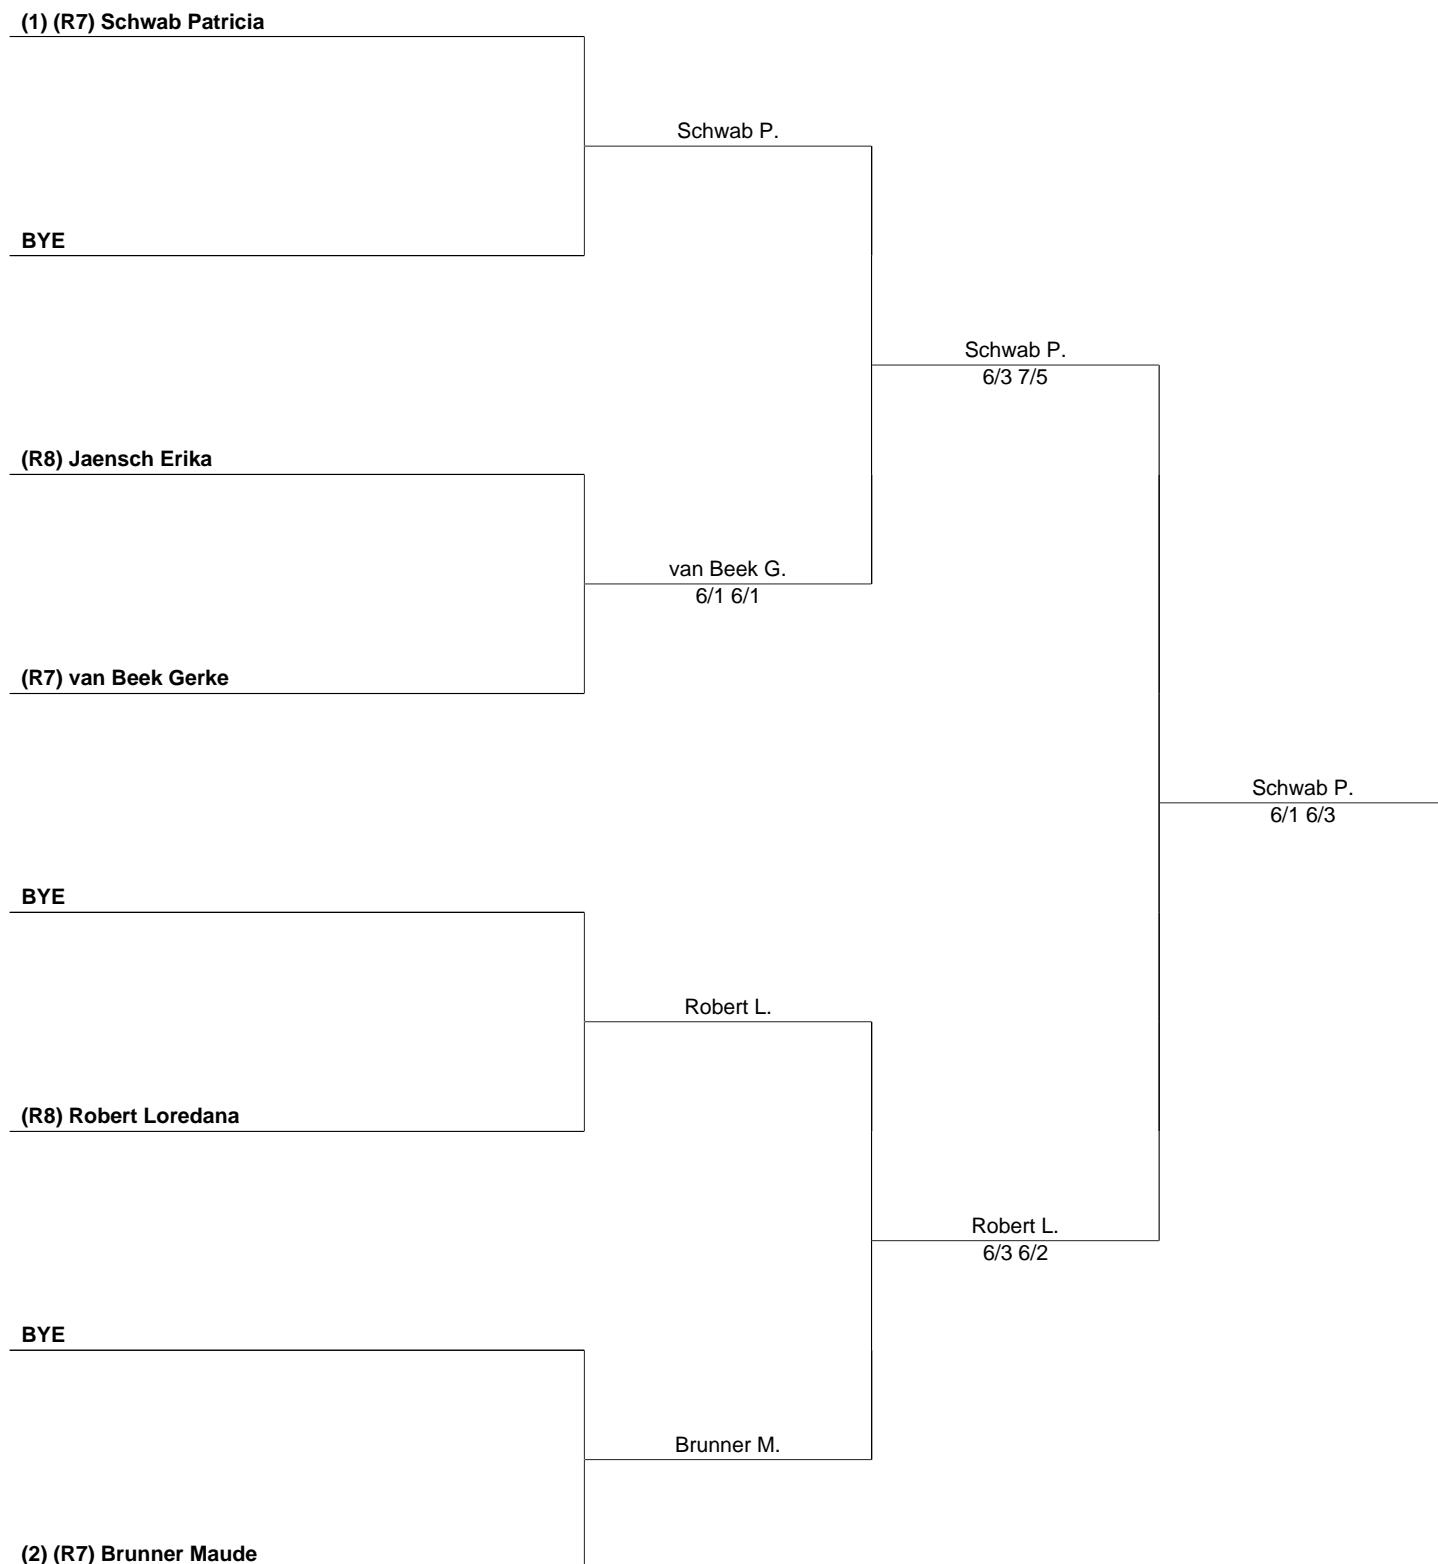 (1) (R7) Schwab Patricia
Schwab P.
BYE
Schwab P.
6/3 7/5
(R8) Jaensch Erika
van Beek G.
6/1 6/1
(R7) van Beek Gerke
Schwab P.
6/1 6/3
BYE
Robert L.
(R8) Robert Loredana
Robert L.
6/3 6/2
BYE
Brunner M.
(2) (R7) Brunner Maude